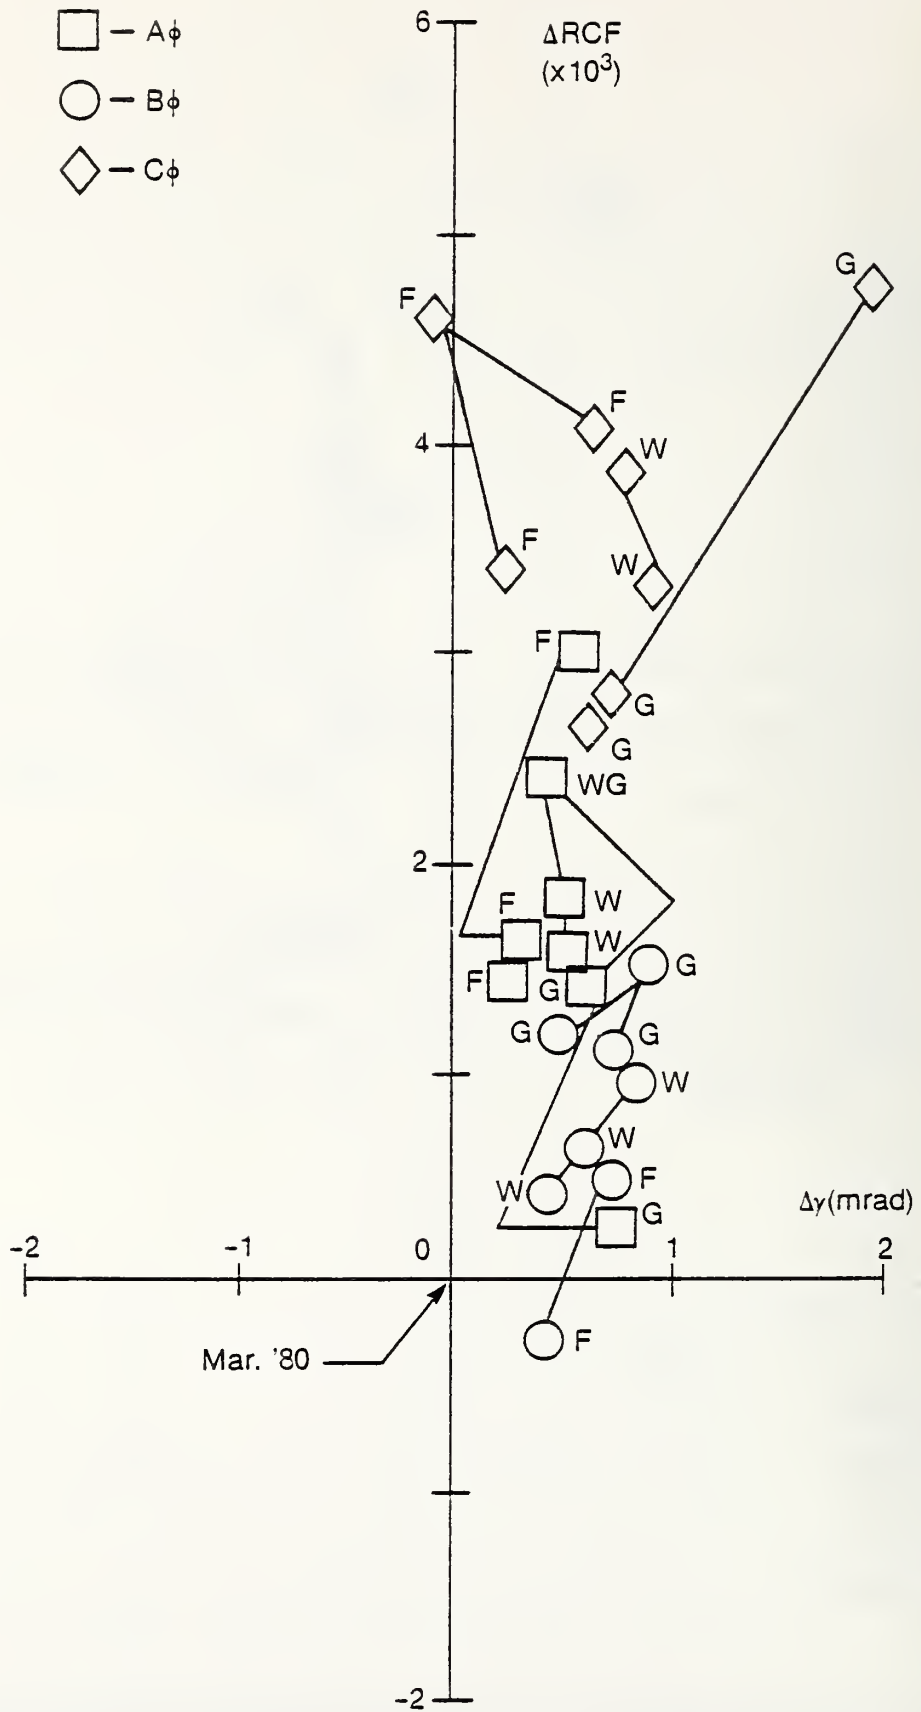 – Aϕ
– Bϕ
– Cϕ
6
ΔRCF
(x10³)
G
F
F
4
W
F
W
F
G
G
WG
2
F
W
W
F
G
G
G
G
W
W
W
F
G
Δγ(mrad)
-2
-1
0
1
2
F
Mar. '80
-2